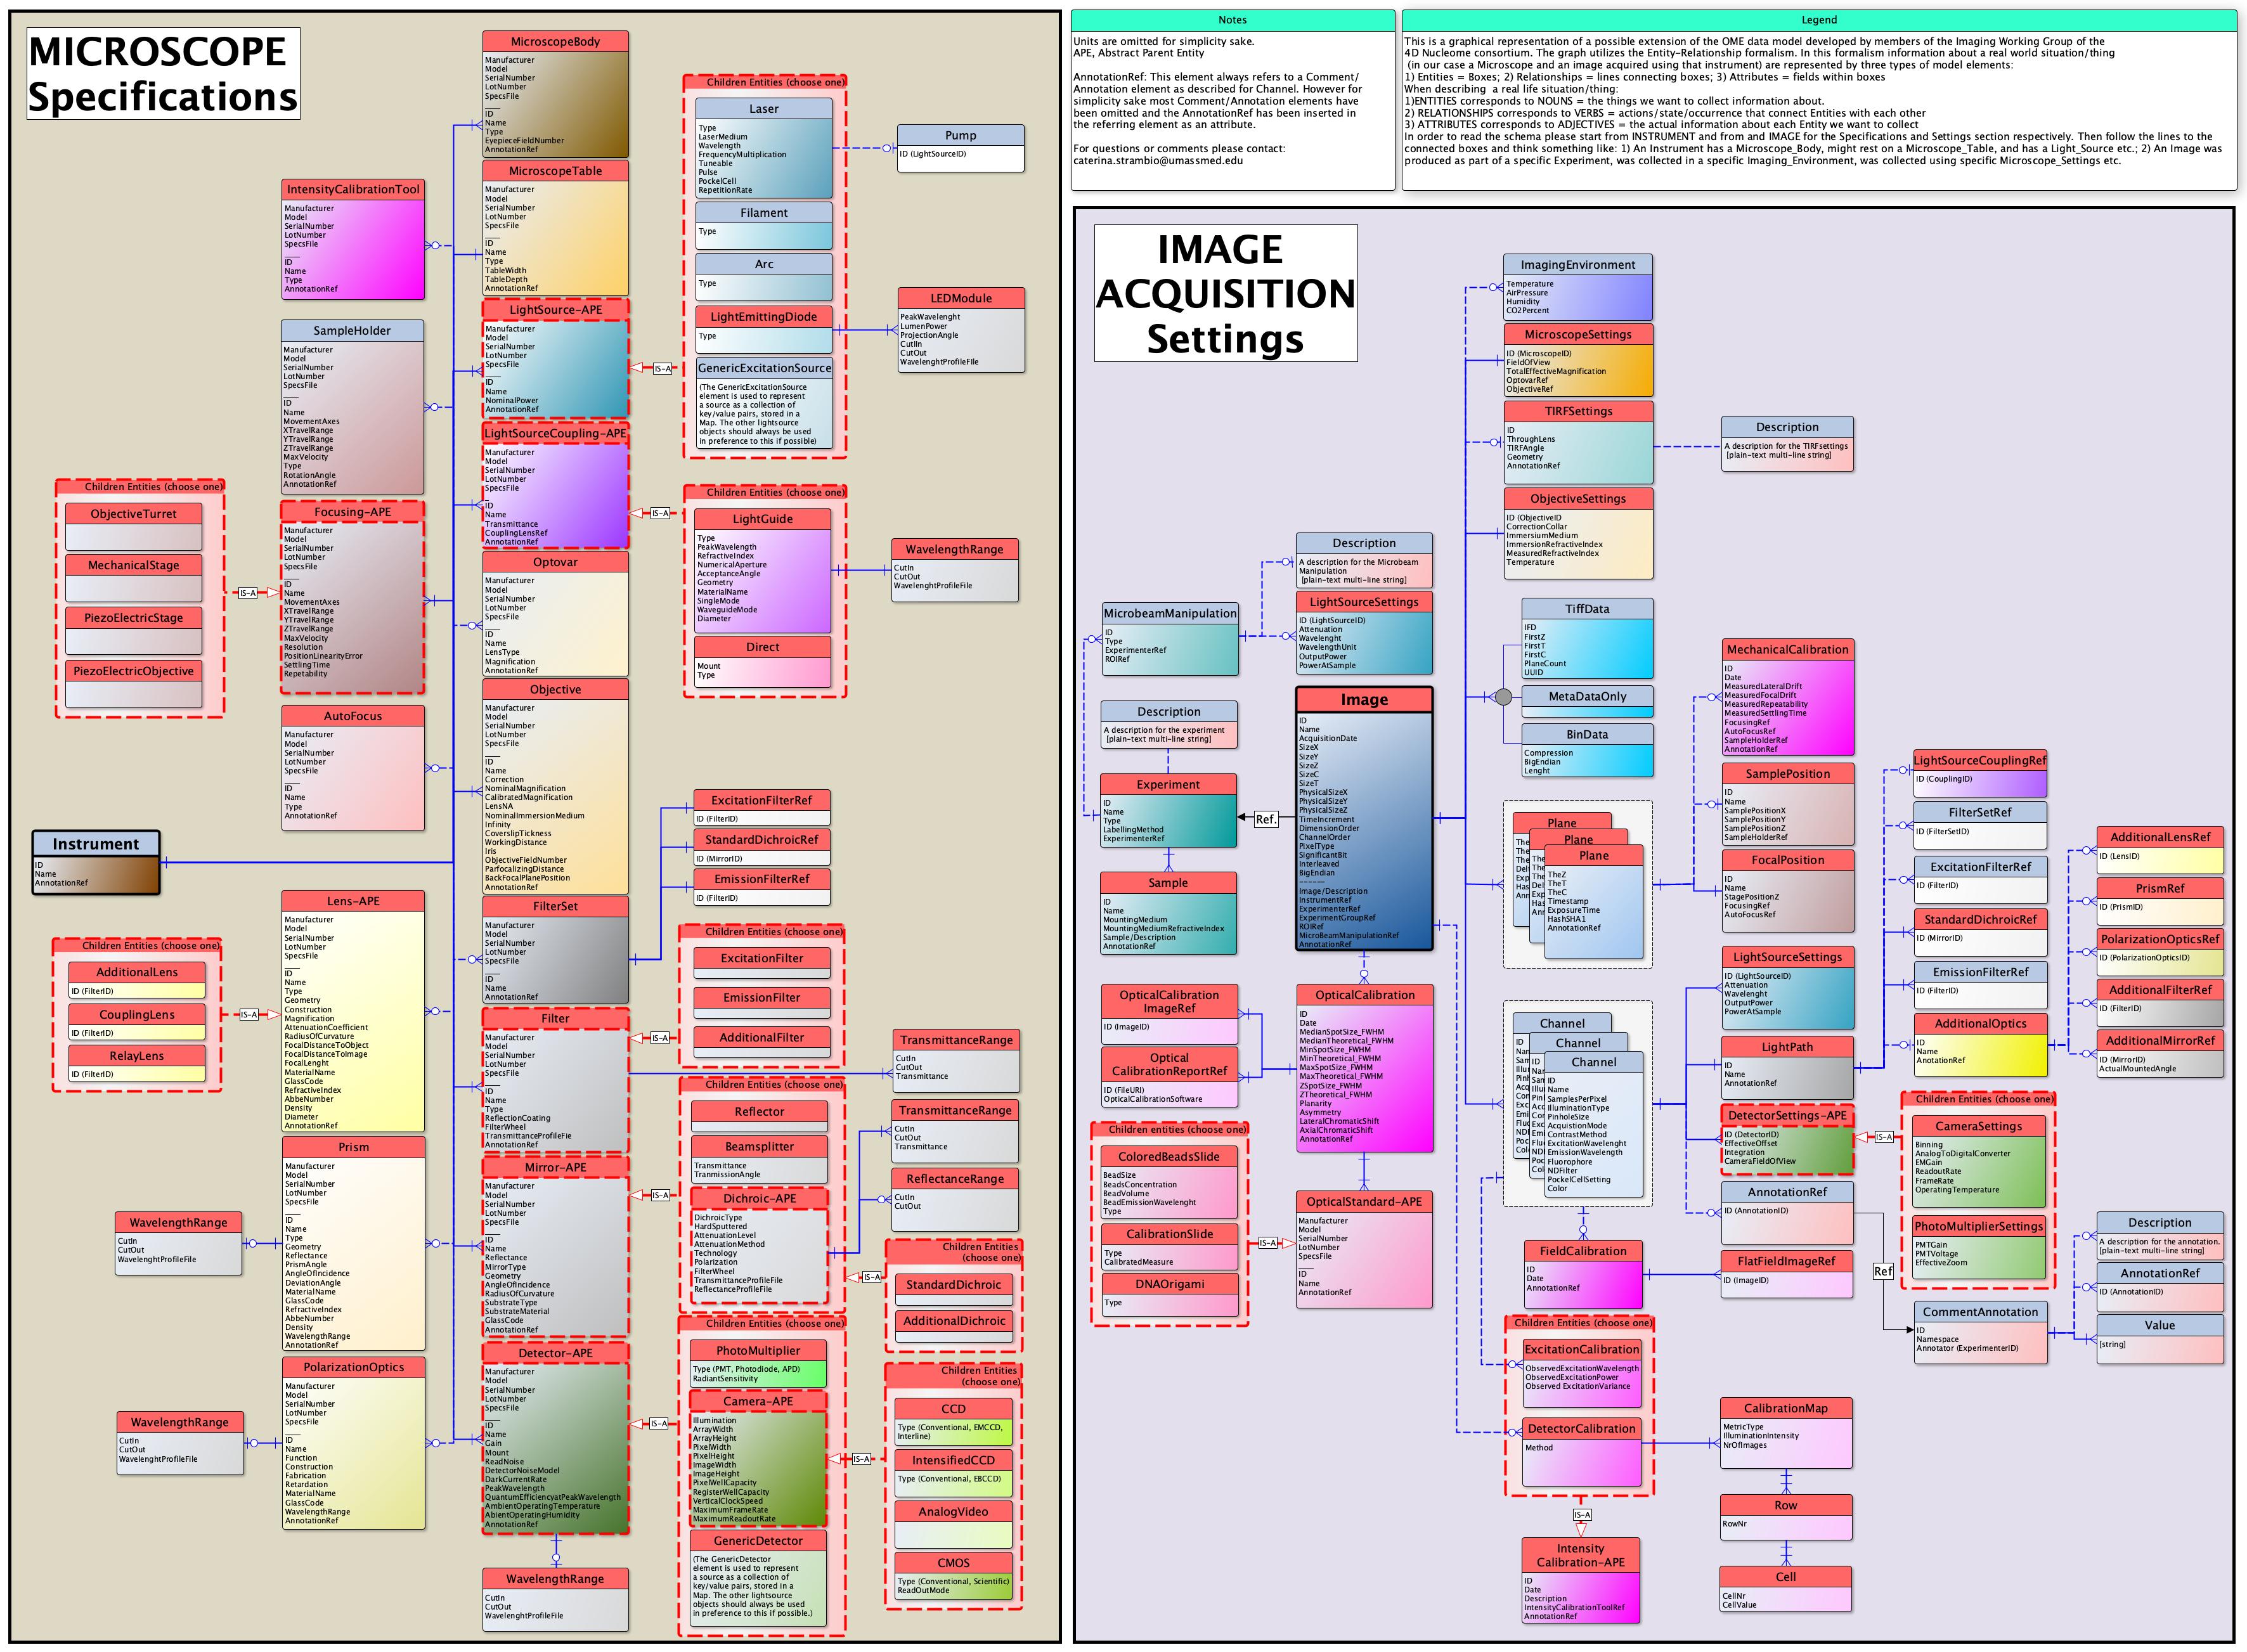 MICROSCOPE
Specifications
MicroscopeBody
Manufacturer
Model
SerialNumber
LotNumber
SpecsFile
___
ID
Name
Type
EyepieceFieldNumber
AnnotationRef
MicroscopeTable
Manufacturer
Model
SerialNumber
LotNumber
SpecsFile
___
ID
Name
Type
TableWidth
TableDepth
AnnotationRef
LightSource-APE
Manufacturer
Model
SerialNumber
LotNumber
SpecsFile
___
ID
Name
NominalPower
AnnotationRef
LightSourceCoupling-APE
Manufacturer
Model
SerialNumber
LotNumber
SpecsFile
_
ID
Name
Transmittance
CouplingLensRef
AnnotationRef
Optovar
Manufacturer
Model
SerialNumber
LotNumber
SpecsFile
___
ID
Name
LensType
Magnification
AnnotationRef
Objective
Manufacturer
Model
SerialNumber
LotNumber
SpecsFile
___
ID
Name
Correction
NominalMagnification
CalibratedMagnification
LensNA
NominalImmersionMedium
Infinity
CoverslipTickness
WorkingDistance
Iris
ObjectiveFieldNumber
ParfocalizingDistance
BackFocalPlanePosition
AnnotationRef
FilterSet
Manufacturer
Model
SerialNumber
LotNumber
SpecsFile
___
ID
Name
AnnotationRef
Filter
Manufacturer
Model
SerialNumber
LotNumber
SpecsFile
___
ID
Name
Type
ReflectionCoating
FilterWheel
TransmittanceProfileFie
AnnotationRef
Mirror-APE
Manufacturer
Model
SerialNumber
LotNumber
SpecsFile
___
ID
Name
Reflectance
MirrorType
Geometry
AngleOfIncidence
RadiusOfCurvature
SubstrateType
SubstrateMaterial
GlassCode
AnnotationRef
Detector-APE
Manufacturer
Model
SerialNumber
LotNumber
SpecsFile
___
ID
Name
Gain
Mount
ReadNoise
DetectorNoiseModel
DarkCurrentRate
PeakWavelength
QuantumEfficiencyatPeakWavelength
AmbientOperatingTemperature
AbientOperatingHumidity
AnnotationRef
WavelengthRange
CutIn
CutOut
WavelenghtProfileFile
IntensityCalibrationTool
Manufacturer
Model
SerialNumber
LotNumber
SpecsFile
___
ID
Name
Type
AnnotationRef
SampleHolder
Manufacturer
Model
SerialNumber
LotNumber
SpecsFile
___
ID
Name
MovementAxes
XTravelRange
YTravelRange
ZTravelRange
MaxVelocity
Type
RotationAngle
AnnotationRef
Focusing-APE
Manufacturer
Model
SerialNumber
LotNumber
SpecsFile
___
ID
Name
MovementAxes
XTravelRange
YTravelRange
ZTravelRange
MaxVelocity
Resolution
PositionLinearityError
SettlingTime
Repetability
IS-A
Children Entities (choose one)
ObjectiveTurret
MechanicalStage
PiezoElectricStage
PiezoElectricObjective
AutoFocus
Manufacturer
Model
SerialNumber
LotNumber
SpecsFile
___
ID
Name
Type
AnnotationRef
Instrument
ID
Name
AnnotationRef
Lens-APE
Manufacturer
Model
SerialNumber
LotNumber
SpecsFile
___
ID
Name
Type
Geometry
Construction
Magnification
AttenuationCoefficient
RadiusOfCurvature
FocalDistanceToObject
FocalDistanceToImage
FocalLenght
MaterialName
GlassCode
RefractiveIndex
AbbeNumber
Density
Diameter
AnnotationRef
IS-A
Children Entities (choose one)
AdditionalLens
ID (FilterID)
CouplingLens
ID (FilterID)
RelayLens
ID (FilterID)
Prism
Manufacturer
Model
SerialNumber
LotNumber
SpecsFile
___
ID
Name
Type
Geometry
Reflectance
PrismAngle
AngleOfIncidence
DeviationAngle
MaterialName
GlassCode
RefractiveIndex
AbbeNumber
Density
WavelengthRange
AnnotationRef
WavelengthRange
CutIn
CutOut
WavelenghtProfileFile
PolarizationOptics
Manufacturer
Model
SerialNumber
LotNumber
SpecsFile
___
ID
Name
Function
Construction
Fabrication
Retardation
MaterialName
GlassCode
WavelengthRange
AnnotationRef
WavelengthRange
CutIn
CutOut
WavelenghtProfileFile
Children Entities (choose one)
Laser
Type
LaserMedium
Wavelength
FrequencyMultiplication
Tuneable
Pulse
PockelCell
RepetitionRate
Pump
ID (LightSourceID)
Filament
Type
Arc
Type
LightEmittingDiode
Type
LEDModule
PeakWavelenght
LumenPower
ProjectionAngle
CutIn
CutOut
WavelenghtProfileFIle
IS-A
GenericExcitationSource
(The GenericExcitationSource
element is used to represent
a source as a collection of
key/value pairs, stored in a
Map. The other lightsource
objects should always be used
in preference to this if possible)
Children Entities (choose one)
IS-A
LightGuide
Type
PeakWavelength
RefractiveIndex
NumericalAperture
AcceptanceAngle
Geometry
MaterialName
SingleMode
WaveguideMode
Diameter
WavelengthRange
CutIn
CutOut
WavelenghtProfileFile
Direct
Mount
Type
ExcitationFilterRef
ID (FilterID)
StandardDichroicRef
ID (MirrorID)
EmissionFilterRef
ID (FilterID)
Children Entities (choose one)
ExcitationFilter
EmissionFilter
AdditionalFilter
IS-A
TransmittanceRange
CutIn
CutOut
Transmittance
Children Entities (choose one)
Reflector
Beamsplitter
Transmittance
TranmissionAngle
IS-A
Dichroic-APE
DichroicType
HardSputtered
AttenuationLevel
AttenuationMethod
Technology
Polarization
FilterWheel
TransmittanceProfileFile
ReflectanceProfileFile
TransmittanceRange
CutIn
CutOut
Transmittance
ReflectanceRange
CutIn
CutOut
IS-A
Children Entities
(choose one)
StandardDichroic
AdditionalDichroic
Children Entities (choose one)
PhotoMultiplier
Type (PMT, Photodiode, APD)
RadiantSensitivity
IS-A
Camera-APE
Illumination
ArrayWidth
ArrayHeight
PixelWidth
PixelHeight
ImageWidth
ImageHeight
PixelWellCapacity
RegisterWellCapacity
VerticalClockSpeed
MaximumFrameRate
MaximumReadoutRate
GenericDetector
(The GenericDetector
element is used to represent
a source as a collection of
key/value pairs, stored in a
Map. The other lightsource
objects should always be used
in preference to this if possible.)
IS-A
Children Entities
(choose one)
CCD
Type (Conventional, EMCCD,
Interline)
IntensifiedCCD
Type (Conventional, EBCCD)
AnalogVideo
CMOS
Type (Conventional, Scientific)
ReadOutMode
Notes
Units are omitted for simplicity sake.
APE, Abstract Parent Entity
AnnotationRef: This element always refers to a Comment/
Annotation element as described for Channel. However for
simplicity sake most Comment/Annotation elements have
been omitted and the AnnotationRef has been inserted in
the referring element as an attribute.
For questions or comments please contact:
caterina.strambio@umassmed.edu
Legend
This is a graphical representation of a possible extension of the OME data model developed by members of the Imaging Working Group of the
4D Nucleome consortium. The graph utilizes the Entity-Relationship formalism. In this formalism information about a real world situation/thing
(in our case a Microscope and an image acquired using that instrument) are represented by three types of model elements:
1) Entities = Boxes; 2) Relationships = lines connecting boxes; 3) Attributes = fields within boxes
When describing a real life situation/thing:
1)ENTITIES corresponds to NOUNS = the things we want to collect information about.
2) RELATIONSHIPS corresponds to VERBS = actions/state/occurrence that connect Entities with each other
3) ATTRIBUTES corresponds to ADJECTIVES = the actual information about each Entity we want to collect
In order to read the schema please start from INSTRUMENT and from and IMAGE for the Specifications and Settings section respectively. Then follow the lines to the
connected boxes and think something like: 1) An Instrument has a Microscope_Body, might rest on a Microscope_Table, and has a Light_Source etc.; 2) An Image was
produced as part of a specific Experiment, was collected in a specific Imaging_Environment, was collected using specific Microscope_Settings etc.
IMAGE
ACQUISITION
Settings
ImagingEnvironment
Temperature
AirPressure
Humidity
CO2Percent
MicroscopeSettings
ID (MicroscopeID)
FieldOfView
TotalEffectiveMagnification
OptovarRef
ObjectiveRef
TIRFSettings
ID
ThroughLens
TIRFAngle
Geometry
AnnotationRef
Description
A description for the TIRFsettings
[plain-text multi-line string]
ObjectiveSettings
ID (ObjectiveID
CorrectionCollar
ImmersiumMedium
ImmersionRefractiveIndex
MeasuredRefractiveIndex
Temperature
Description
A description for the Microbeam
Manipulation
[plain-text multi-line string]
LightSourceSettings
ID (LightSourceID)
Attenuation
Wavelenght
WavelengthUnit
OutputPower
PowerAtSample
MicrobeamManipulation
ID
Type
ExperimenterRef
ROIRef
Description
A description for the experiment
[plain-text multi-line string]
Experiment
ID
Name
Type
LabellingMethod
ExperimenterRef
Ref.
Sample
ID
Name
MountingMedium
MountingMediumRefractiveIndex
Sample/Description
AnnotationRef
Image
ID
Name
AcquisitionDate
SizeX
SizeY
SizeZ
SizeC
SizeT
PhysicalSizeX
PhysicalSizeY
PhysicalSizeZ
TimeIncrement
DimensionOrder
ChannelOrder
PixelType
SignificantBit
Interleaved
BigEndian
------
Image/Description
InstrumentRef
ExperimenterRef
ExperimentGroupRef
ROIRef
MicroBeamManipulationRef
AnnotationRef
TiffData
IFD
FirstZ
FirstT
FirstC
PlaneCount
UUID
MetaDataOnly
BinData
Compression
BigEndian
Lenght
Plane
Plane
Plane
TheZ
TheT
TheC
Timestamp
ExposureTime
HashSHA1
AnnotationRef
MechanicalCalibration
ID
Date
MeasuredLateralDrift
MeasuredFocalDrift
MeasuredRepeatability
MeasuredSettlingTime
FocusingRef
AutoFocusRef
SampleHolderRef
AnnotationRef
SamplePosition
ID
Name
SamplePositionX
SamplePositionY
SamplePositionZ
SampleHolderRef
FocalPosition
ID
Name
StagePositionZ
FocusingRef
AutoFocusRef
Channel
Channel
Channel
ID
Name
SamplesPerPixel
IlluminationType
PinholeSize
AcquistionMode
ContrastMethod
ExcitationWavelenght
EmissionWavelength
Fluorophore
NDFilter
PockelCellSetting
Color
LightSourceSettings
ID (LightSourceID)
Attenuation
Wavelenght
OutputPower
PowerAtSample
LightPath
ID
Name
AnnotationRef
DetectorSettings-APE
ID (DetectorID)
EffectiveOffset
Integration
CameraFieldOfView
IS-A
AnnotationRef
ID (AnnotationID)
FlatFieldImageRef
ID (ImageID)
LightSourceCouplingRef
ID (CouplingID)
FilterSetRef
ID (FilterSetID)
ExcitationFilterRef
ID (FilterID)
StandardDichroicRef
ID (MirrorID)
EmissionFilterRef
ID (FilterID)
AdditionalOptics
ID
Name
AnotationRef
AdditionalLensRef
ID (LensID)
PrismRef
ID (PrismID)
PolarizationOpticsRef
ID (PolarizationOpticsID)
AdditionalFilterRef
ID (FilterID)
AdditionalMirrorRef
ID (MirrorID)
ActualMountedAngle
Children Entities (choose one)
CameraSettings
Binning
AnalogToDigitalConverter
EMGain
ReadoutRate
FrameRate
OperatingTemperature
PhotoMultiplierSettings
PMTGain
PMTVoltage
EffectiveZoom
Ref
CommentAnnotation
ID
Namespace
Annotator (ExperimenterID)
Description
A description for the annotation.
[plain-text multi-line string]
AnnotationRef
ID (AnnotationID)
Value
[string]
OpticalCalibration
ImageRef
ID (ImageID)
Optical
CalibrationReportRef
ID (FileURI)
OpticalCalibrationSoftware
OpticalCalibration
ID
Date
MedianSpotSize_FWHM
MedianTheoretical_FWHM
MinSpotSize_FWHM
MinTheoretical_FWHM
MaxSpotSize_FWHM
MaxTheoretical_FWHM
ZSpotSize_FWHM
ZTheoretical_FWHM
Planarity
Asymmetry
LateralChromaticShift
AxialChromaticShift
AnnotationRef
Children entities (choose one)
ColoredBeadsSlide
BeadSize
BeadsConcentration
BeadVolume
BeadEmissionWavelenght
Type
CalibrationSlide
Type
CalibratedMeasure
DNAOrigami
Type
IS-A
OpticalStandard-APE
Manufacturer
Model
SerialNumber
LotNumber
SpecsFile
___
ID
Name
AnnotationRef
FieldCalibration
ID
Date
AnnotationRef
Children Entities (choose one)
ExcitationCalibration
ObservedExcitationWavelength
ObservedExcitationPower
Observed ExcitationVariance
DetectorCalibration
Method
IS-A
Intensity
Calibration-APE
ID
Date
Description
IntensityCalibrationToolRef
AnnotationRef
CalibrationMap
MetricType
IlluminationIntensity
NrOfImages
Row
RowNr
Cell
CellNr
CellValue